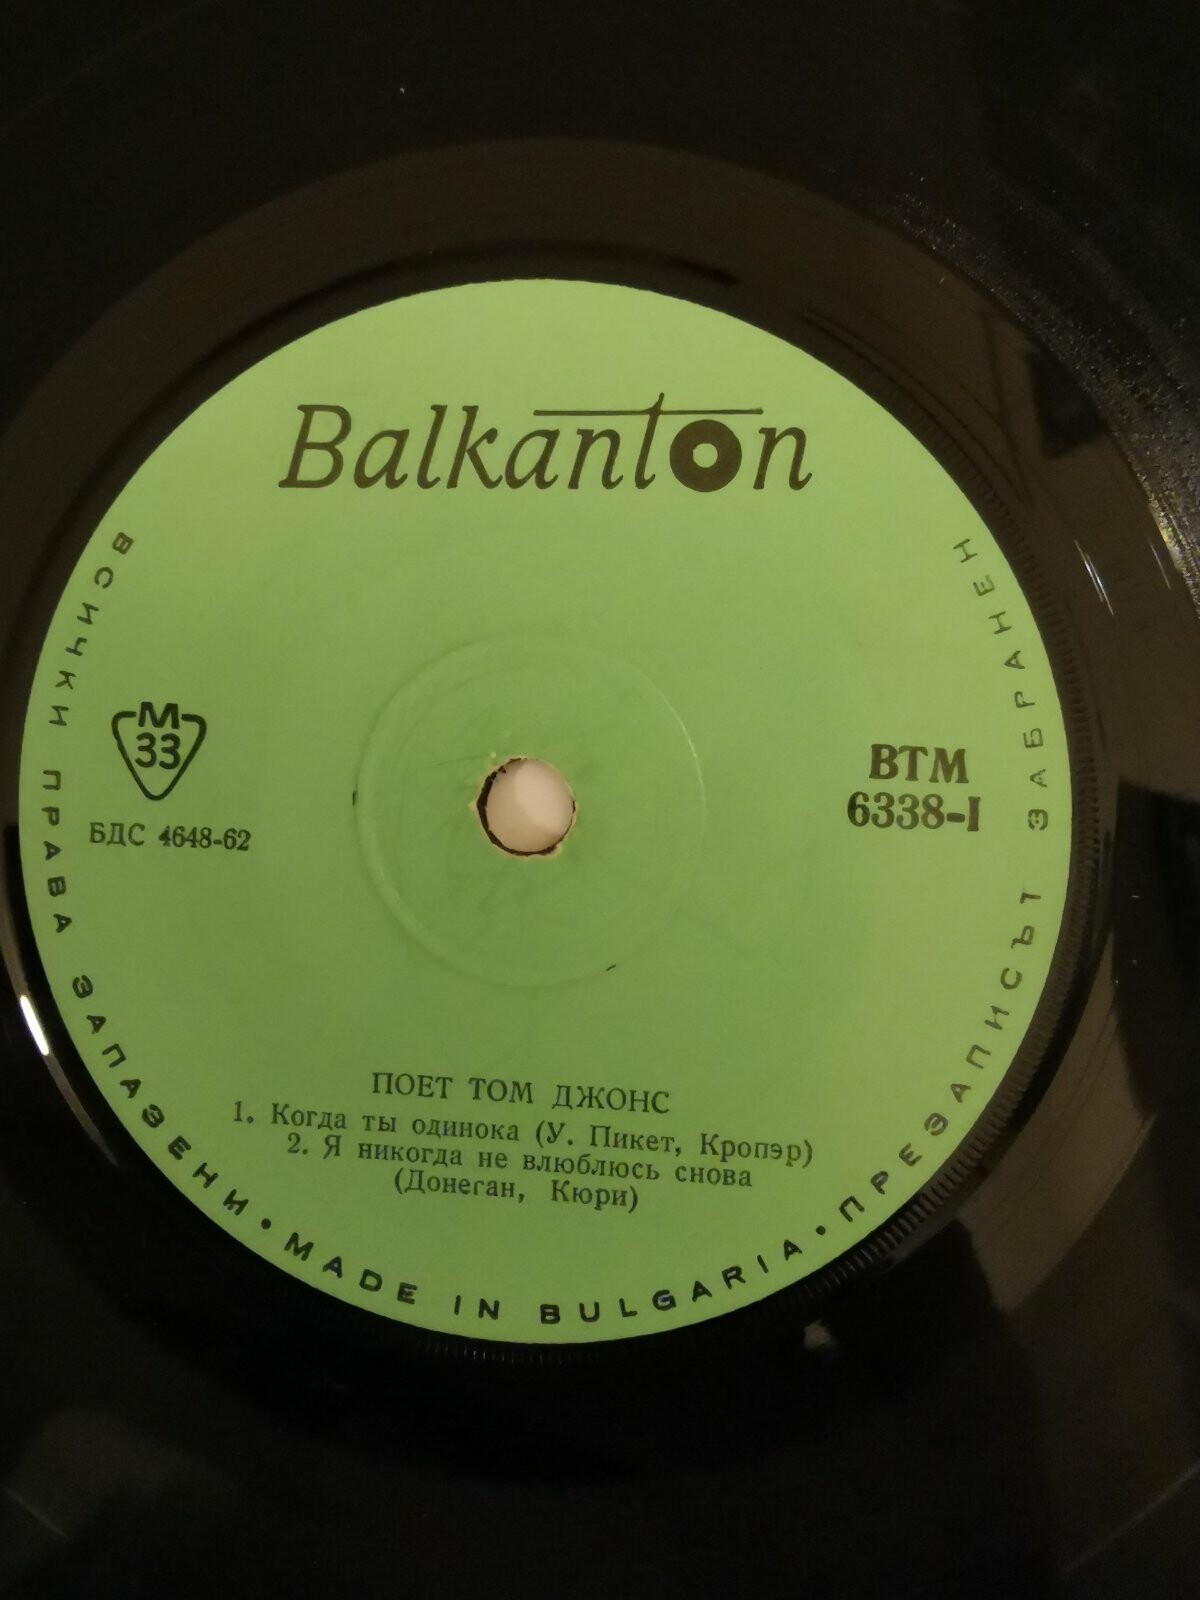 Balkanton
М
33
БДС 4648-62
ВТМ
6338-I
ПОЕТ ТОМ ДЖОНС
1. Когда ты одинока (У. Пикет, Кропэр)
2. Я никогда не влюблюсь снова
(Донеган, Кюри)
ВСИЧКИ ПРАВА ЗАПАЗЕНИ • MADE IN BULGARIA • ПРЕЗАПИСЪТ ЗАБРАНЕН